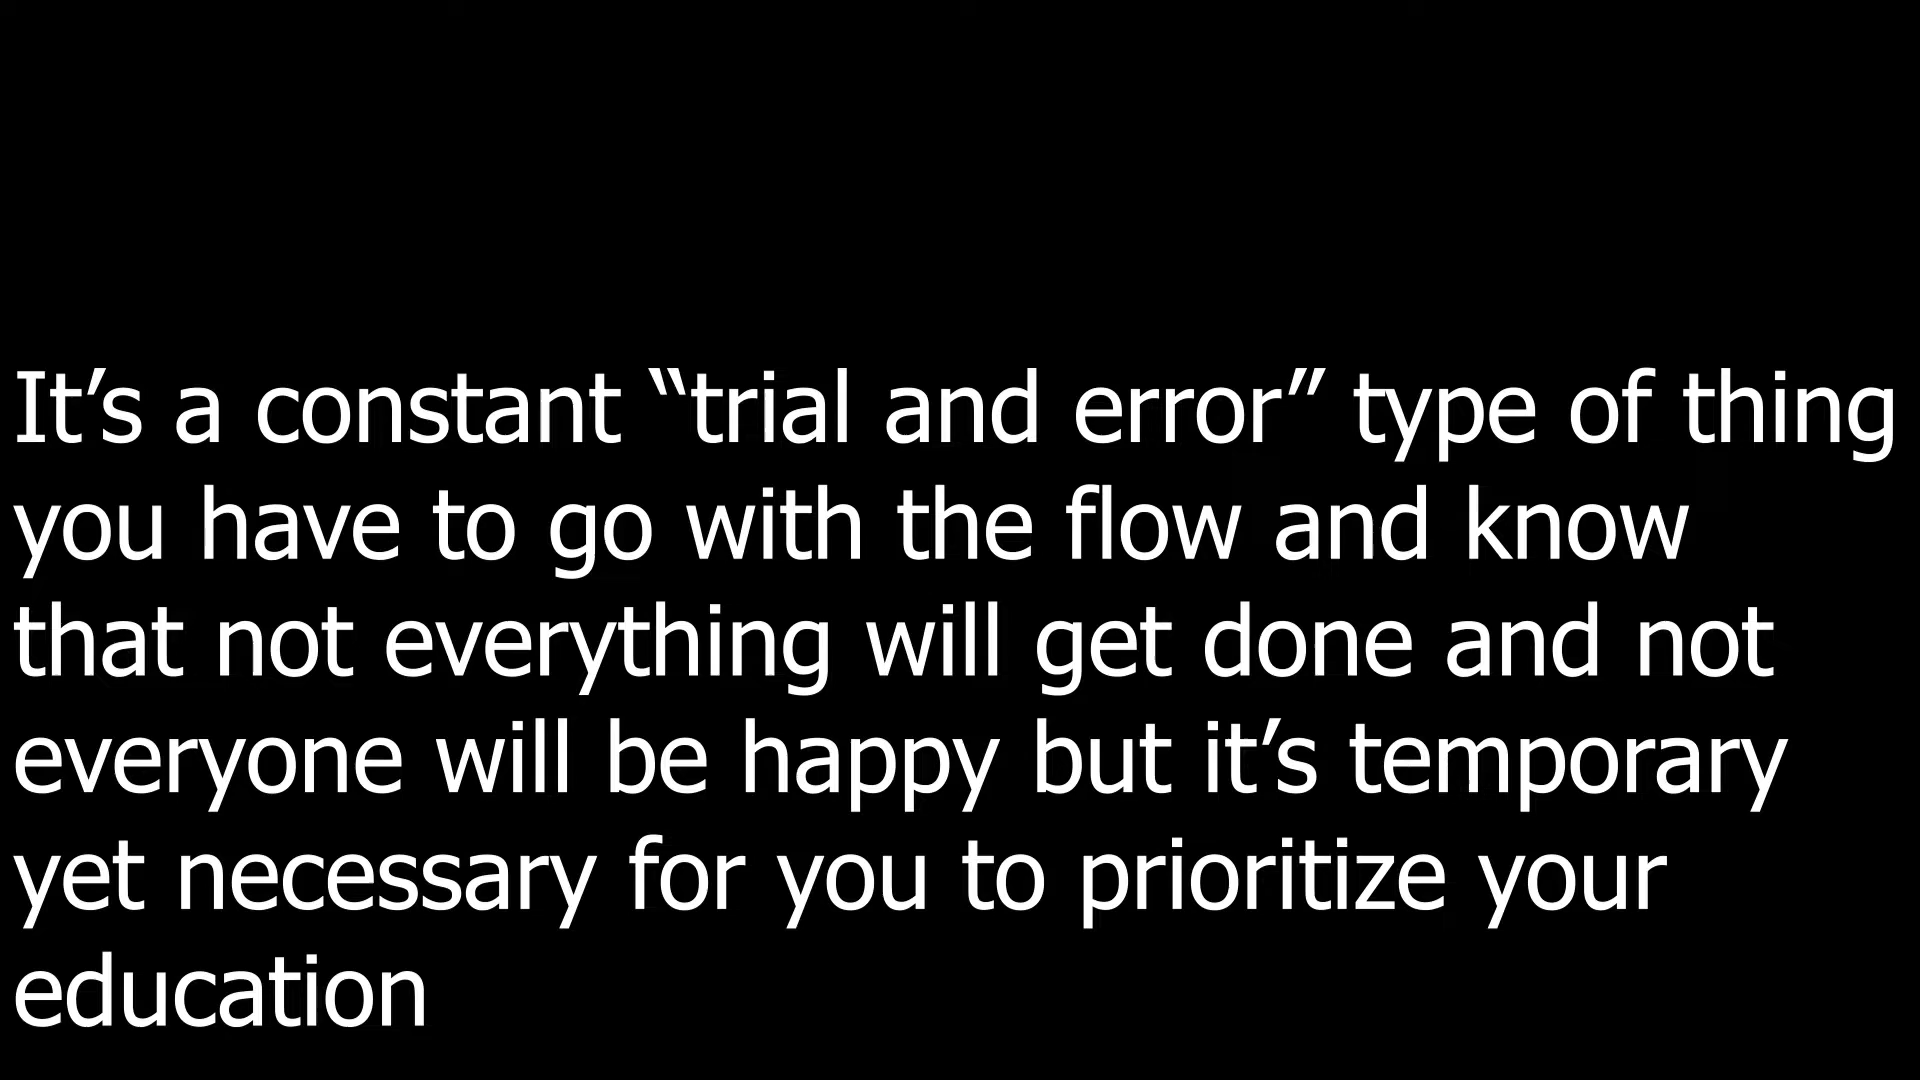 It’s a constant “trial and error” type of thing
you have to go with the flow and know
that not everything will get done and not
everyone will be happy but it’s temporary
yet necessary for you to prioritize your
education